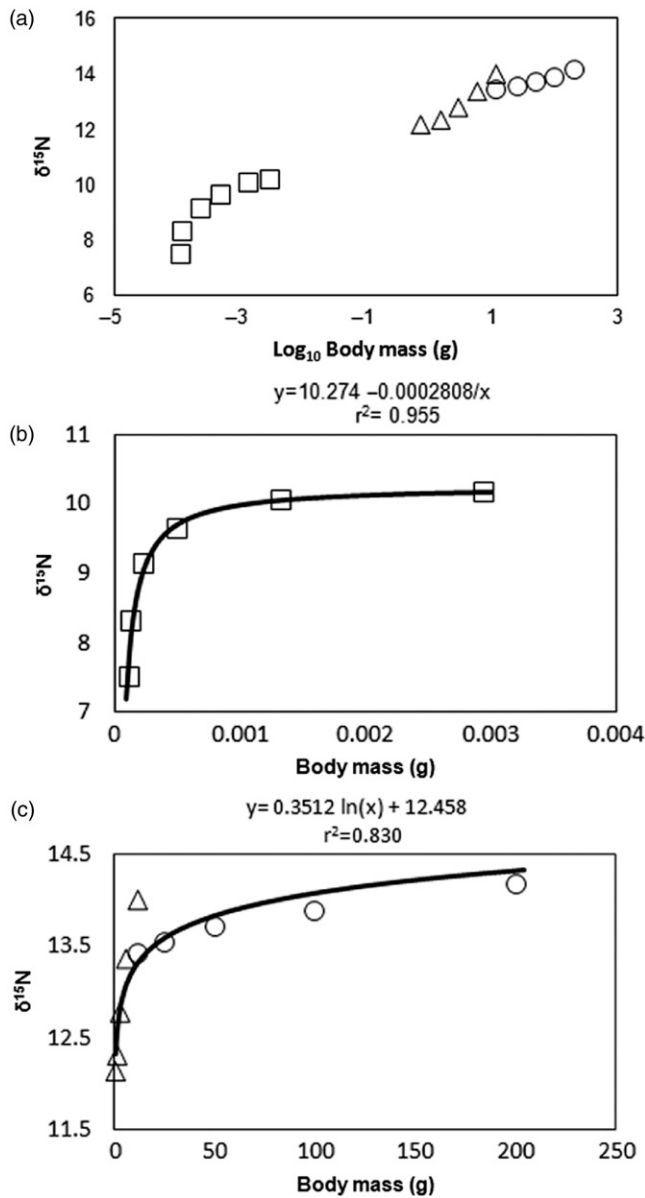 (a)
16
14
12
10
8
6
δ¹⁵N
–5 –3 –1 1 3
Log₁₀ Body mass (g)
y=10.274 –0.0002808/x
r²= 0.955
(b)
11
10
9
8
7
δ¹⁵N
0 0.001 0.002 0.003 0.004
Body mass (g)
y= 0.3512 ln(x) + 12.458
r²=0.830
(c)
14.5
13.5
12.5
11.5
δ¹⁵N
0 50 100 150 200 250
Body mass (g)